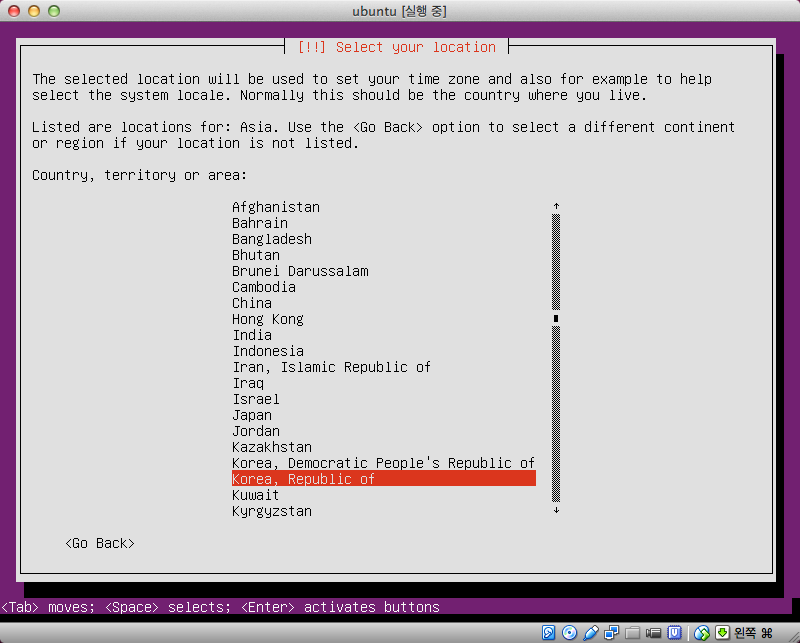 ubuntu [실행 중]
[!!] Select your location
The selected location will be used to set your time zone and also for example to help
select the system locale. Normally this should be the country where you live.
Listed are locations for: Asia. Use the <Go Back> option to select a different continent
or region if your location is not listed.
Country, territory or area:
Afghanistan
Bahrain
Bangladesh
Bhutan
Brunei Darussalam
Cambodia
China
Hong Kong
India
Indonesia
Iran, Islamic Republic of
Iraq
Israel
Japan
Jordan
Kazakhstan
Korea, Democratic People's Republic of
Korea, Republic of
Kuwait
Kyrgyzstan
<Go Back>
<Tab> moves; <Space> selects; <Enter> activates buttons
왼쪽 ⌘